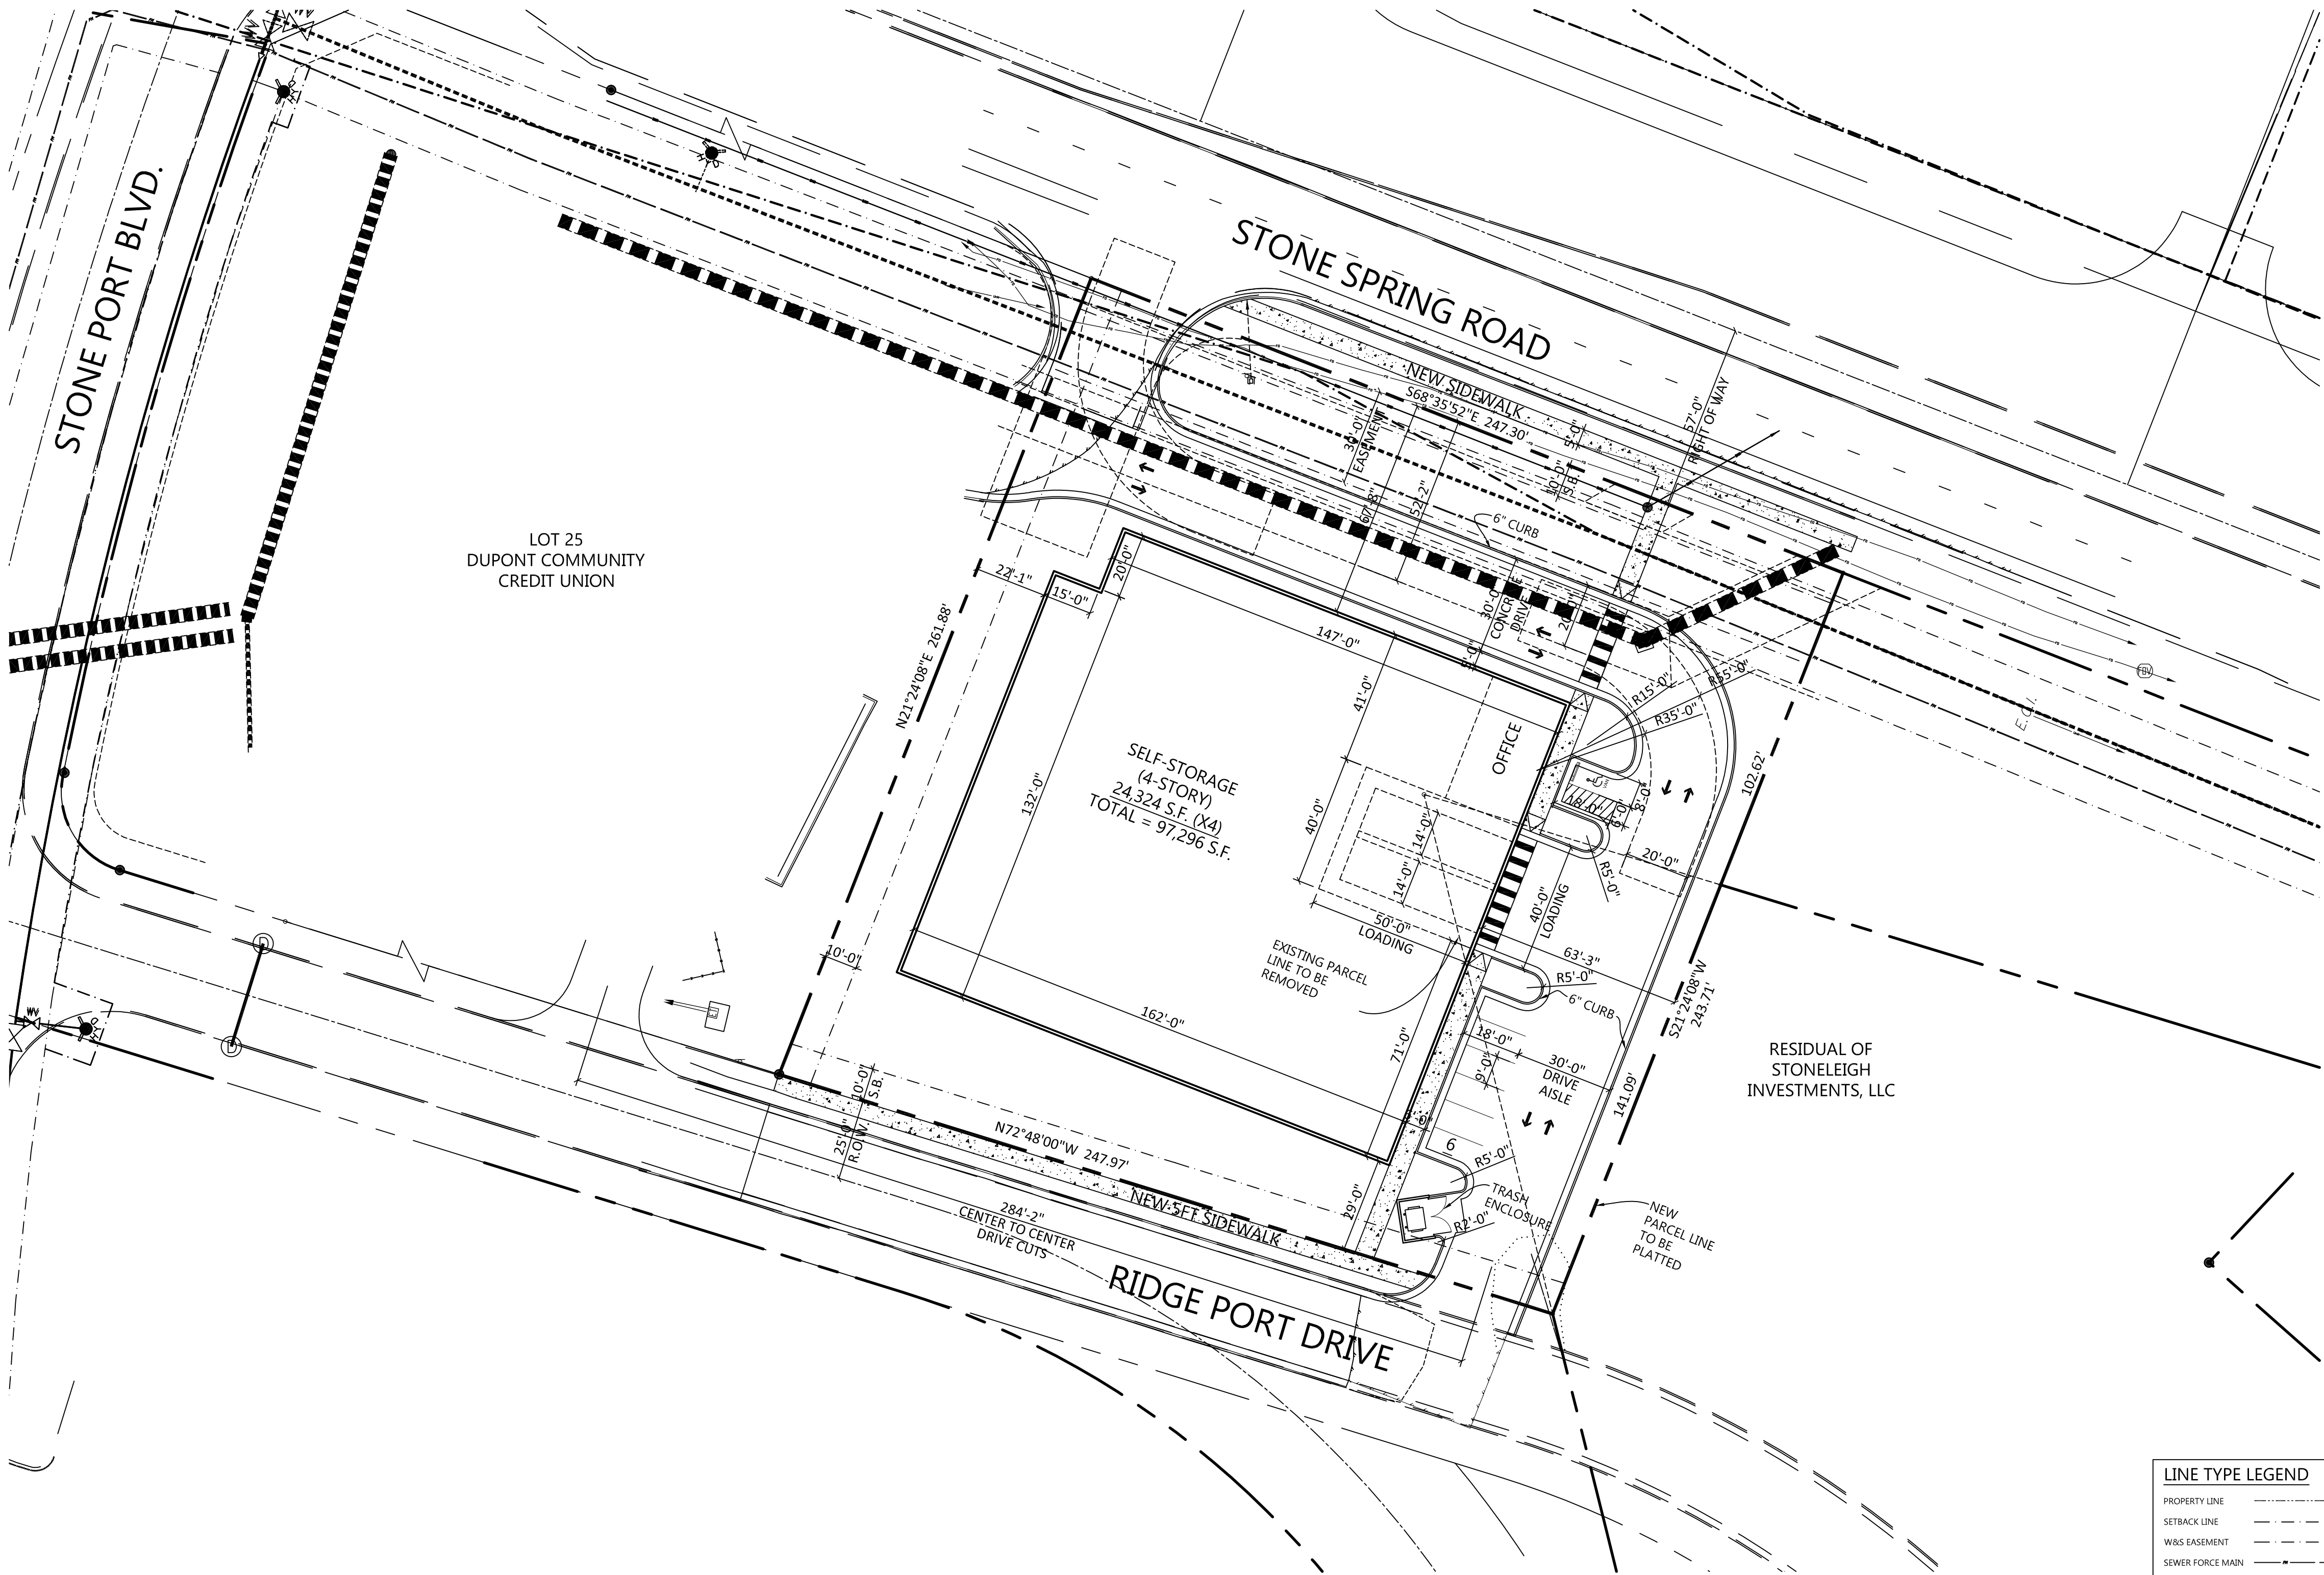 STONE PORT BLVD.
STONE SPRING ROAD
NEW SIDEWALK
S68°35'52"E 247.30'
5'-0"
30'-0"
EASEMENT
67'-8"
52'-2"
10'-0"
S.B.
57'-0"
RIGHT OF WAY
6" CURB
LOT 25
DUPONT COMMUNITY
CREDIT UNION
22'-1"
15'-0"
20'-0"
N21°24'08"E 261.88'
147'-0"
30'-0"
CONCRETE
DRIVE
5'-0"
R15'-0"
R55'-0"
R35'-0"
FBV
41'-0"
OFFICE
SELF-STORAGE
(4-STORY)
24,324 S.F. (X4)
TOTAL = 97,296 S.F.
132'-0"
40'-0"
14'-0"
14'-0"
18'-0"
8'-0"
102.62'
20'-0"
R5'-0"
40'-0"
LOADING
50'-0"
LOADING
63'-3"
R5'-0"
6" CURB
EXISTING PARCEL
LINE TO BE
REMOVED
S21°24'08"W
243.71'
10'-0"
162'-0"
71'-0"
18'-0"
9'-0"
30'-0"
DRIVE
AISLE
141.09'
RESIDUAL OF
STONELEIGH
INVESTMENTS, LLC
WV
D
D
10'-0"
S.B.
25'-0"
R.O.W.
N72°48'00"W 247.97'
6
R5'-0"
TRASH
ENCLOSURE
R2'-0"
29'-0"
NEW 5FT SIDEWALK
284'-2"
CENTER TO CENTER
DRIVE CUTS
NEW
PARCEL LINE
TO BE
PLATTED
RIDGE PORT DRIVE
LINE TYPE LEGEND
PROPERTY LINE
SETBACK LINE
W&S EASEMENT
SEWER FORCE MAIN